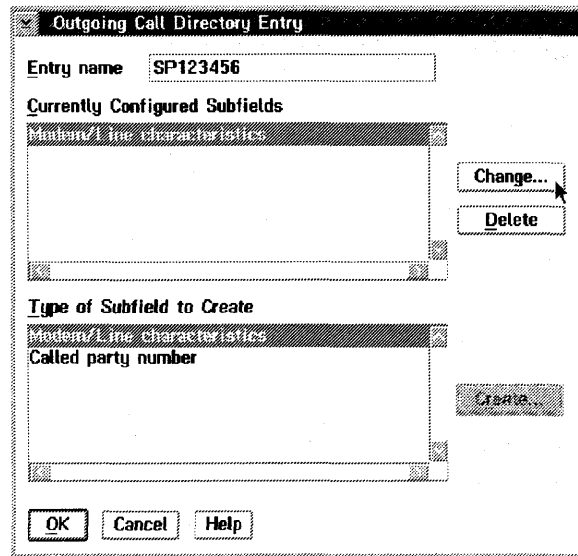 Outgoing Call Directory Entry
Entry name SP123456
Currently Configured Subfields
Modem/Line characteristics
Change...
Delete
Type of Subfield to Create
Modem/Line characteristics
Called party number
Create...
OK Cancel Help